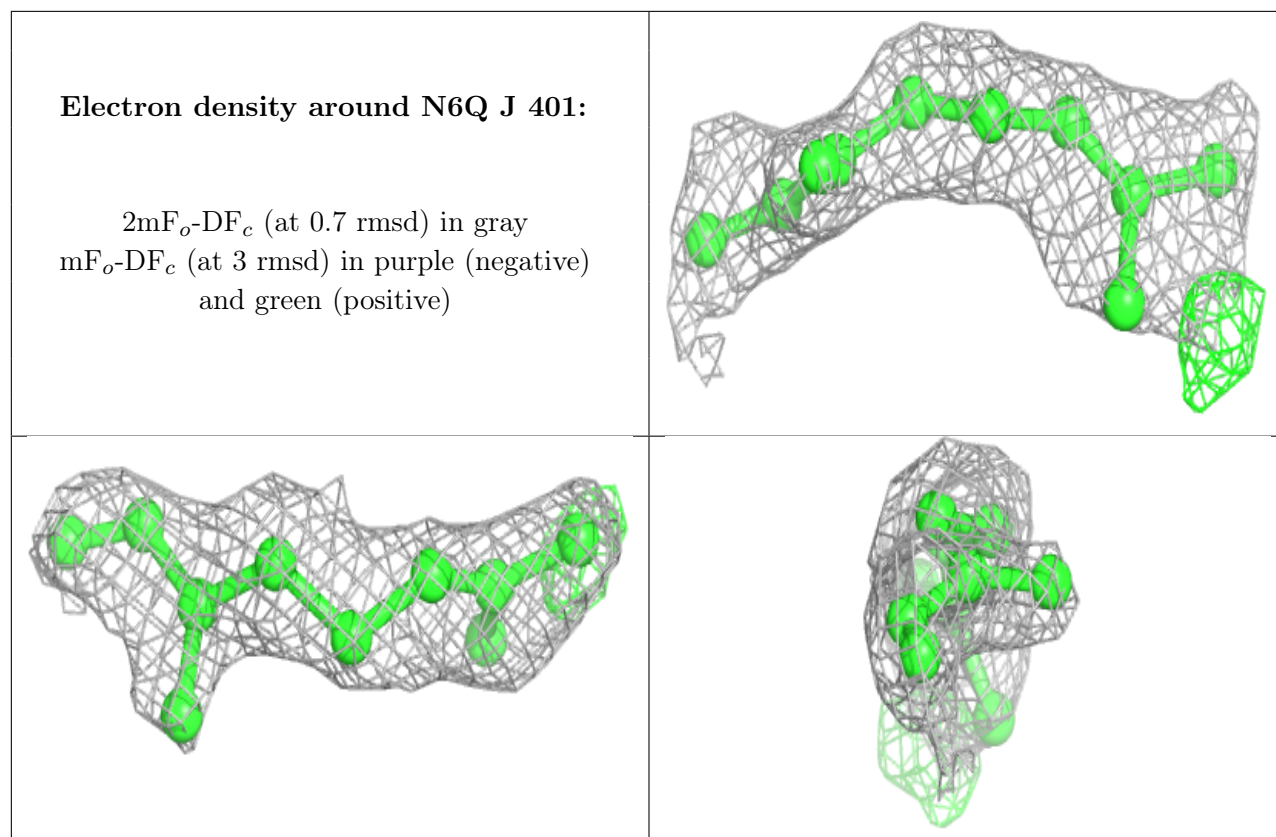 Electron density around N6Q J 401:
2mFo-DFc (at 0.7 rmsd) in gray
mFo-DFc (at 3 rmsd) in purple (negative)
and green (positive)